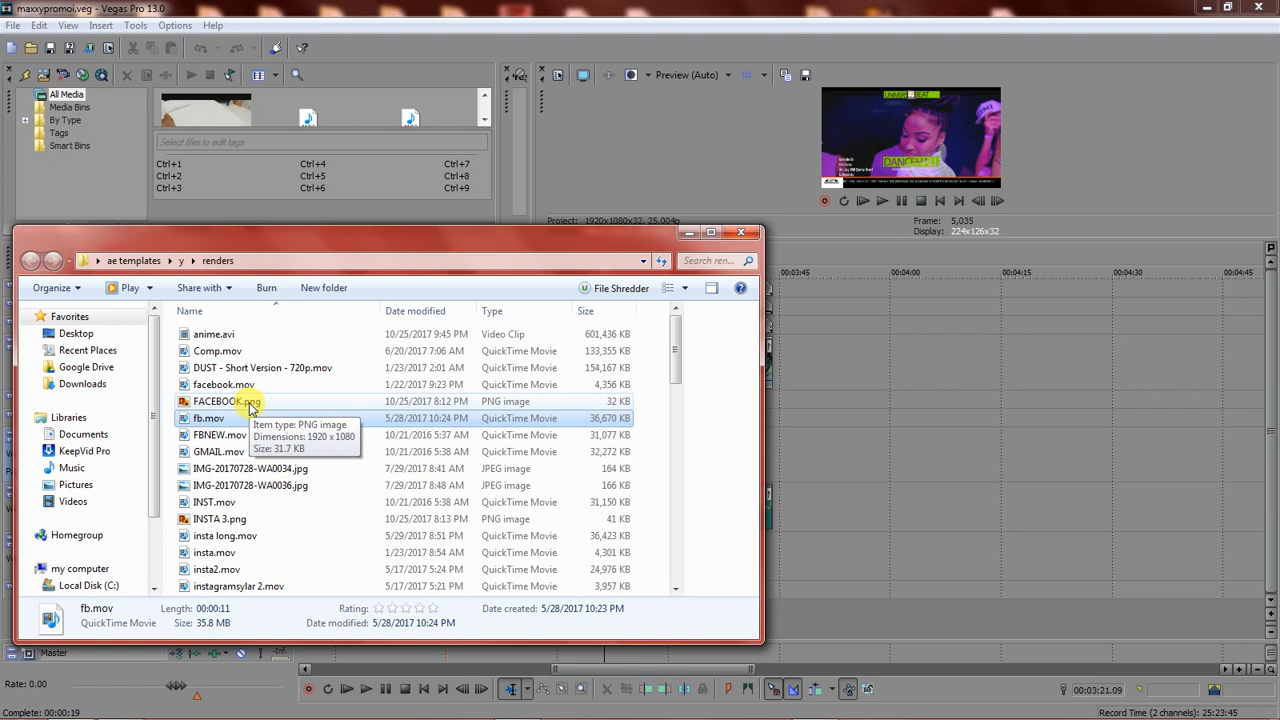 maxxypromoi.veg - Vegas Pro 13.0
File Edit View Insert Tools Options Help
Preview (Auto)
All Media
Media Bins
By Type
Tags
Smart Bins
Select files to edit tags
Ctrl+1 Ctrl+4 Ctrl+7
Ctrl+2 Ctrl+5 Ctrl+8
Ctrl+3 Ctrl+6 Ctrl+9
DANCEHALL
Project: 1920x1080x32, 25.004p
Frame: 5,035
Display: 224x126x32
ae templates y renders
Search ren...
Organize Play Share with Burn New folder File Shredder
Name Date modified Type Size
Favorites
Desktop
Recent Places
Google Drive
Downloads
Libraries
Documents
KeepVid Pro
Music
Pictures
Videos
Homegroup
my computer
Local Disk (C:)
anime.avi 10/25/2017 9:45 PM Video Clip 601,436 KB
Comp.mov 6/20/2017 7:06 AM QuickTime Movie 133,355 KB
DUST - Short Version - 720p.mov 1/23/2017 2:01 AM QuickTime Movie 154,167 KB
facebook.mov 1/22/2017 9:23 PM QuickTime Movie 4,356 KB
FACEBOOK.png 10/25/2017 8:12 PM PNG image 32 KB
fb.mov 5/28/2017 10:24 PM QuickTime Movie 36,670 KB
FBNEW.mov 10/21/2016 5:37 AM QuickTime Movie 31,077 KB
GMAIL.mov 10/21/2016 5:38 AM QuickTime Movie 32,272 KB
IMG-20170728-WA0034.jpg 7/29/2017 8:41 AM JPEG image 164 KB
IMG-20170728-WA0036.jpg 7/29/2017 8:48 AM JPEG image 166 KB
INST.mov 10/21/2016 5:38 AM QuickTime Movie 31,150 KB
INSTA 3.png 10/25/2017 8:13 PM PNG image 41 KB
insta long.mov 5/29/2017 8:51 AM QuickTime Movie 36,423 KB
insta.mov 1/23/2017 8:54 AM QuickTime Movie 4,301 KB
insta2.mov 5/17/2017 5:24 PM QuickTime Movie 24,976 KB
instagramsylar 2.mov 5/17/2017 5:21 PM QuickTime Movie 3,957 KB
Item type: PNG image
Dimensions: 1920 x 1080
Size: 31.7 KB
fb.mov Length: 00:00:11 Rating: Date created: 5/28/2017 10:23 PM
QuickTime Movie Size: 35.8 MB Date modified: 5/28/2017 10:24 PM
00:03:45 00:04:00 00:04:15 00:04:30 00:04:45
Master -Inf.
Rate: 0.00
00:03:21.09
Complete: 00:00:19
Record Time (2 channels): 25:23:45